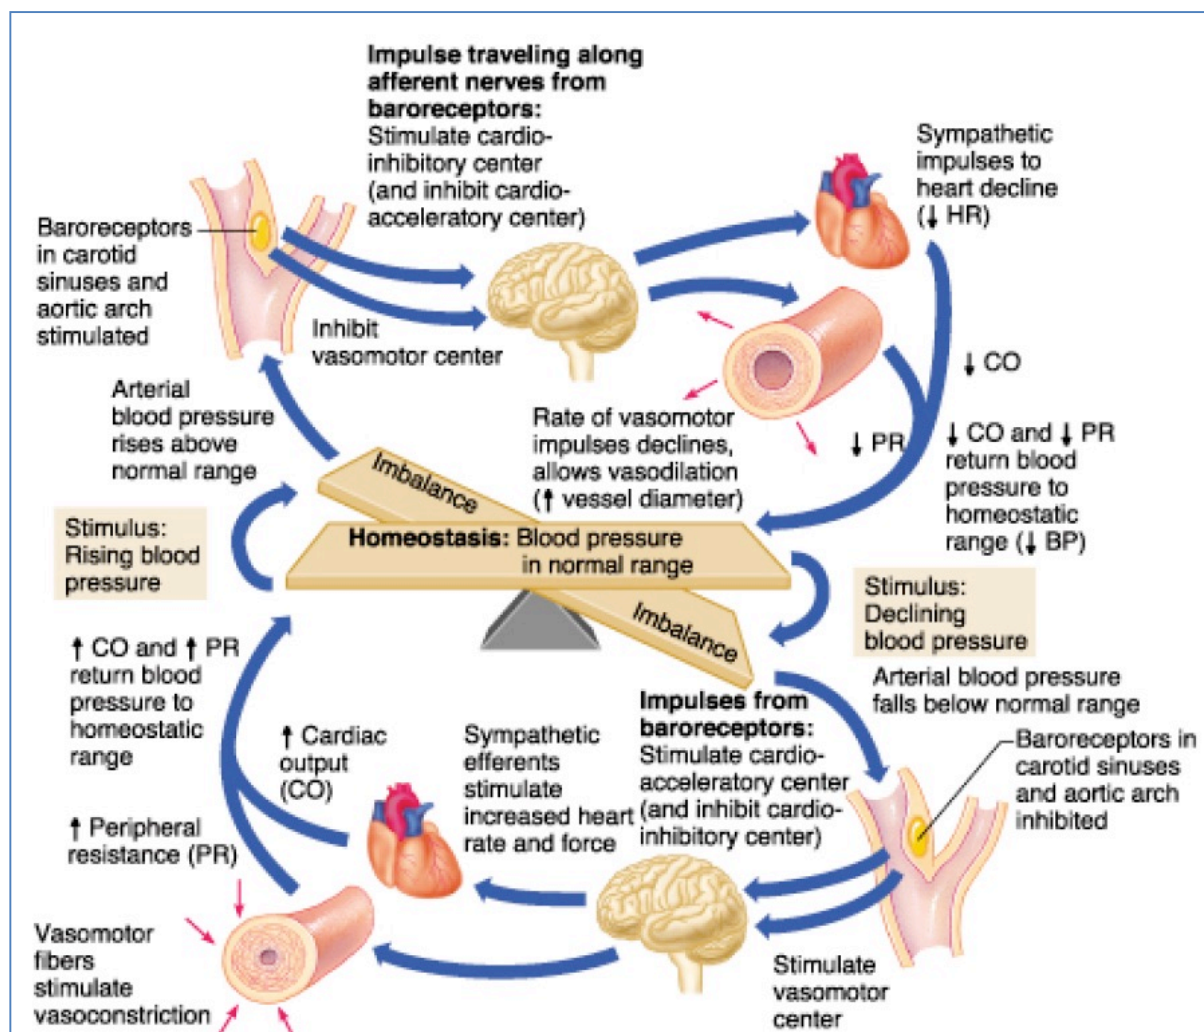 Impulse traveling along
afferent nerves from
baroreceptors:
Stimulate cardio-
inhibitory center
(and inhibit cardio-
acceleratory center)
Sympathetic
impulses to
heart decline
(↓ HR)
Baroreceptors
in carotid
sinuses and
aortic arch
stimulated
Inhibit
vasomotor center
↓ CO
Arterial
blood pressure
rises above
normal range
Rate of vasomotor
impulses declines,
allows vasodilation
(↑ vessel diameter)
↓ PR
↓ CO and ↓ PR
return blood
pressure to
homeostatic
range (↓ BP)
Imbalance
Stimulus:
Rising blood
pressure
Homeostasis: Blood pressure
in normal range
Imbalance
Stimulus:
Declining
blood pressure
↑ CO and ↑ PR
return blood
pressure to
homeostatic
range
Arterial blood pressure
falls below normal range
Impulses from
baroreceptors:
Stimulate cardio-
acceleratory center
(and inhibit cardio-
inhibitory center)
↑ Cardiac
output
(CO)
Sympathetic
efferents
stimulate
increased heart
rate and force
Baroreceptors in
carotid sinuses
and aortic arch
inhibited
↑ Peripheral
resistance (PR)
Vasomotor
fibers
stimulate
vasoconstriction
Stimulate
vasomotor
center